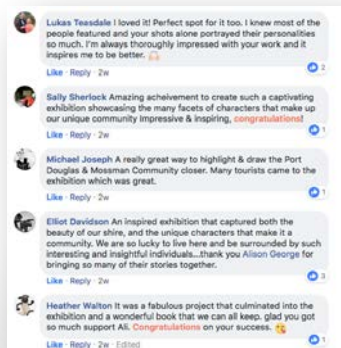 Lukas Teasdale I loved it! Perfect spot for it too. I knew most of the
people featured and your shots alone portrayed their personalities
so much. I'm always thoroughly impressed with your work and it
inspires me to be better.
2
Like · Reply · 2w
Sally Sherlock Amazing acheivement to create such a captivating
exhibition showcasing the many facets of characters that make up
our unique community Impressive & inspiring, congratulations!
1
Like · Reply · 2w
Michael Joseph A really great way to highlight & draw the Port
Douglas & Mossman Community closer. Many tourists came to the
exhibition which was great.
1
Like · Reply · 2w
Elliot Davidson An inspired exhibition that captured both the
beauty of our shire, and the unique characters that make it a
community. We are so lucky to live here and be surrounded by such
interesting and insightful individuals...thank you Alison George for
bringing so many of their stories together.
3
Like · Reply · 2w
Heather Walton It was a fabulous project that culminated into the
exhibition and a wonderful book that we can all keep. glad you got
so much support Ali. Congratulations on your success.
1
Like · Reply · 2w · Edited